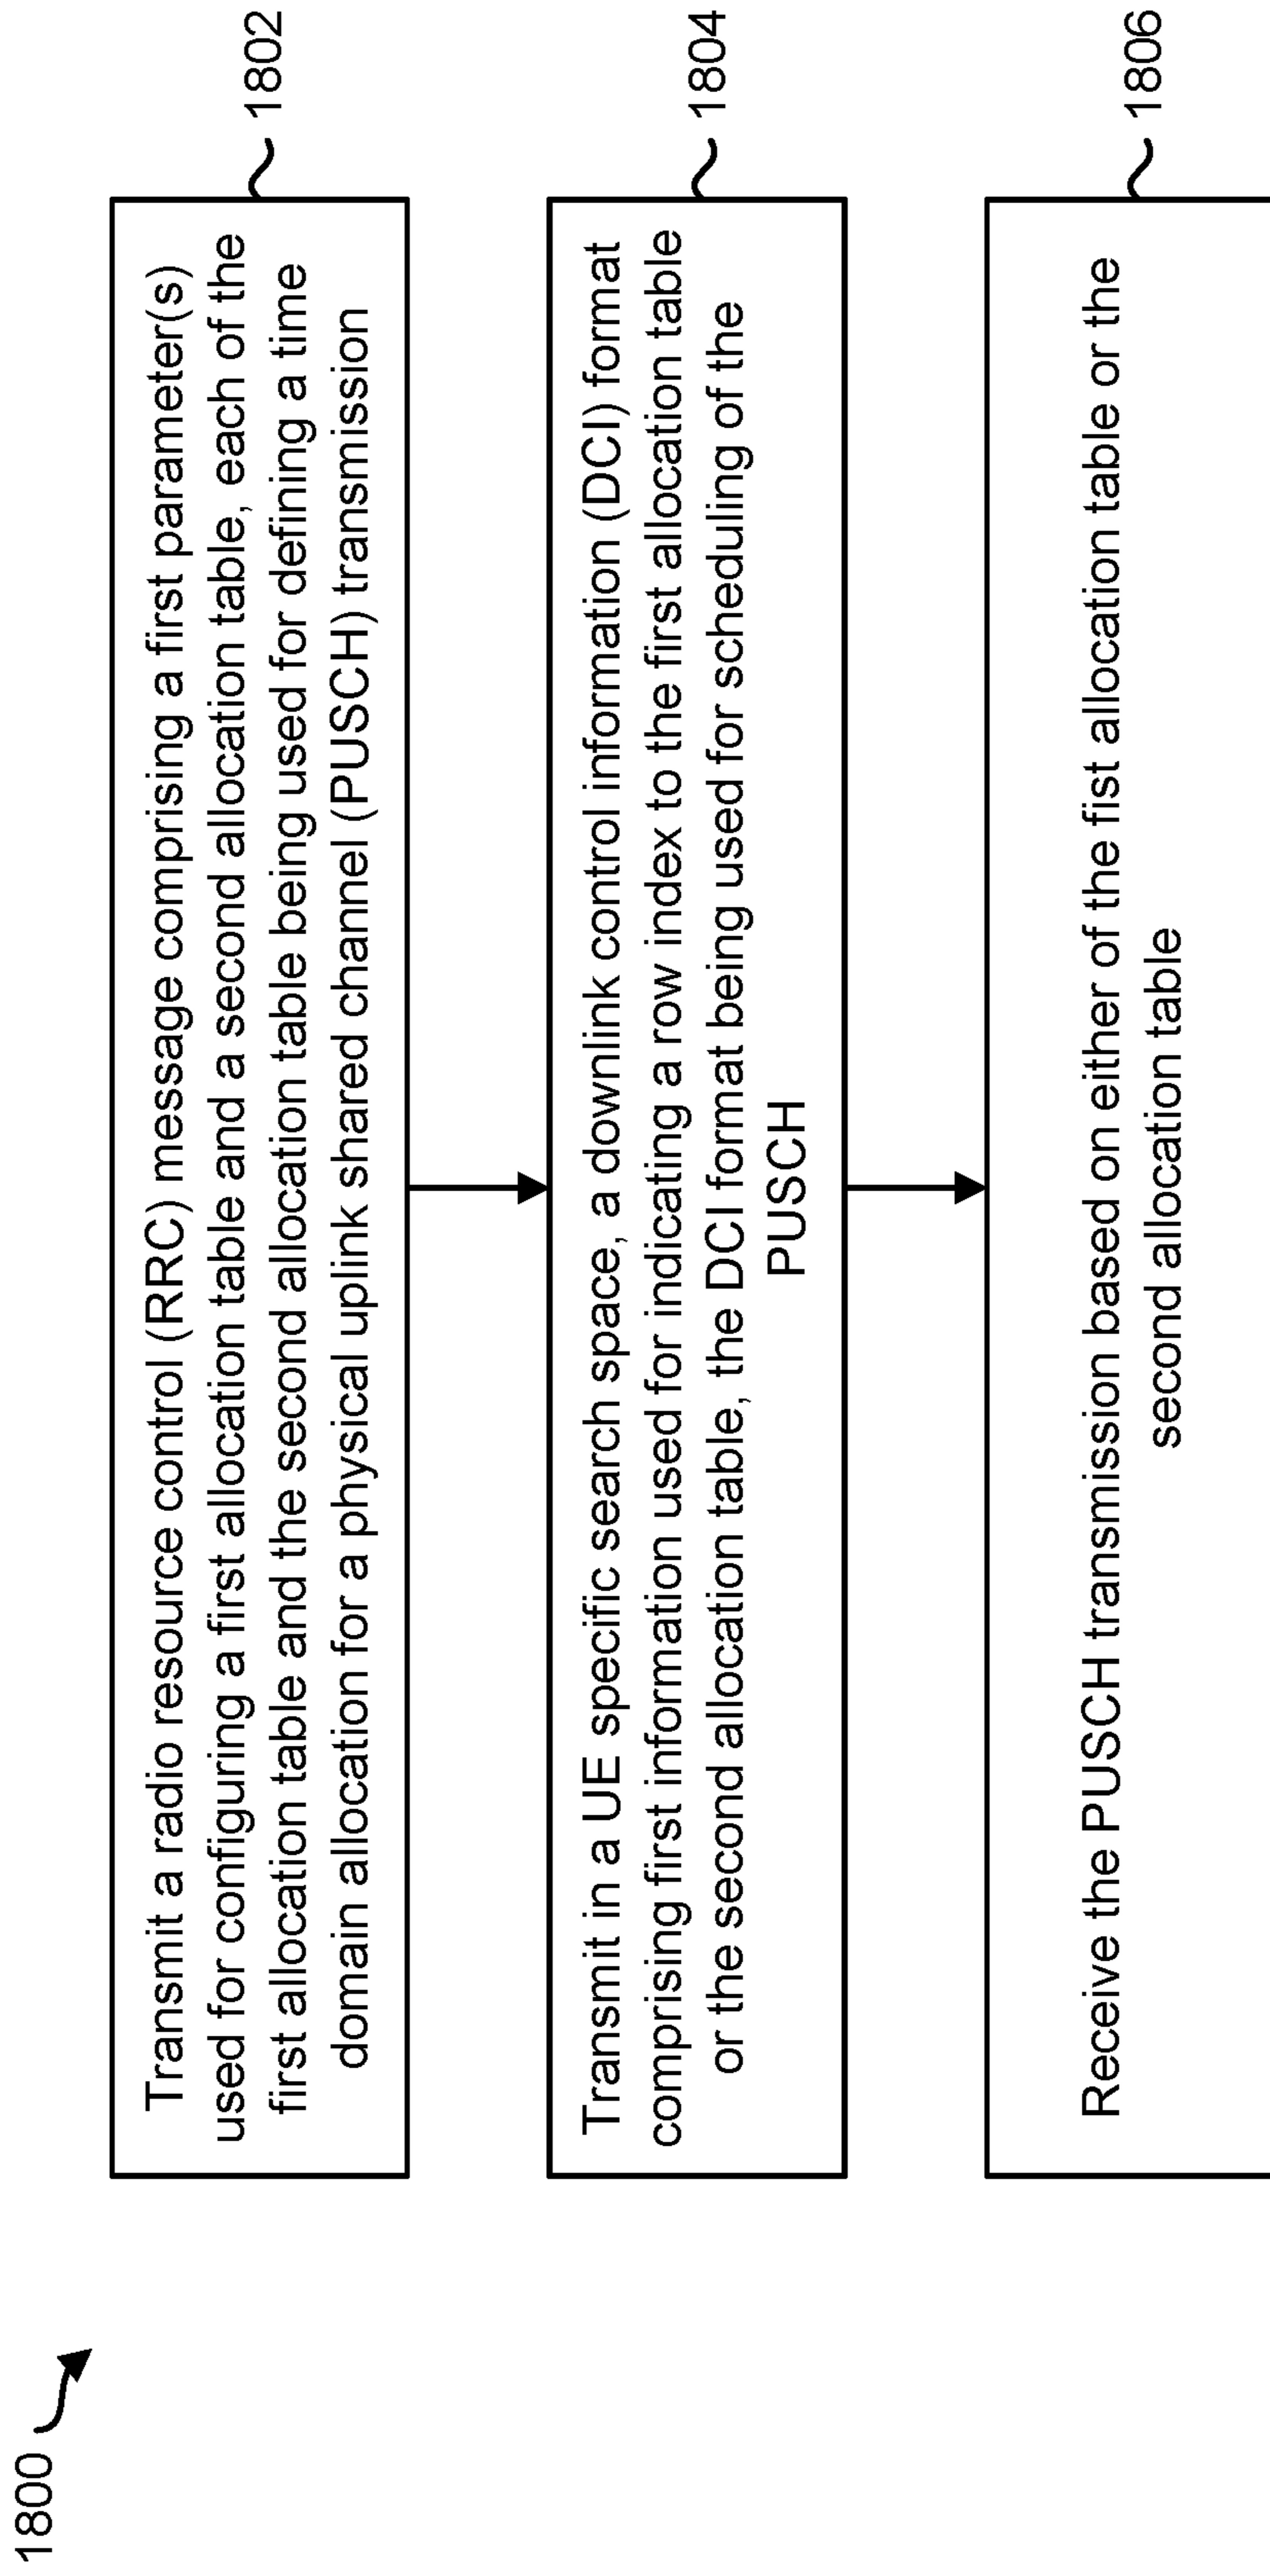 1800
Transmit a radio resource control (RRC) message comprising a first parameter(s)
used for configuring a first allocation table and a second allocation table, each of the
first allocation table and the second allocation table being used for defining a time
domain allocation for a physical uplink shared channel (PUSCH) transmission
1802
Transmit in a UE specific search space, a downlink control information (DCI) format
comprising first information used for indicating a row index to the first allocation table
or the second allocation table, the DCI format being used for scheduling of the
PUSCH
1804
Receive the PUSCH transmission based on either of the fist allocation table or the
second allocation table
1806